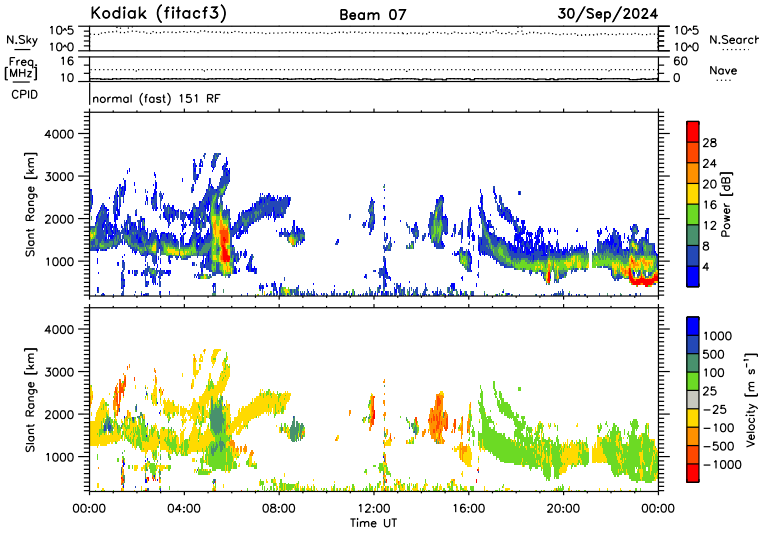 Kodiak (fitacf3) Beam 07 30/Sep/2024
N.Sky 10^5 10^0 10^5 10^0 N.Search
Freq. [MHz] 16 10 60 0 Nave
CPID normal (fast) 151 RF
Slant Range [km] 4000 3000 2000 1000
Power [dB] 28 24 20 16 12 8 4
Slant Range [km] 4000 3000 2000 1000
Velocity [m s^-1] 1000 500 100 25 -25 -100 -500 -1000
00:00 04:00 08:00 12:00 16:00 20:00 00:00
Time UT